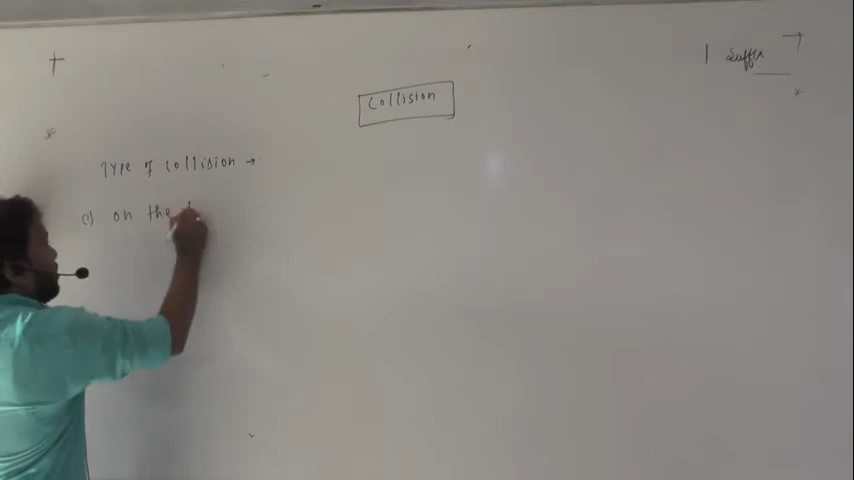 | Suffix
Collision
Type of Collision →
on the